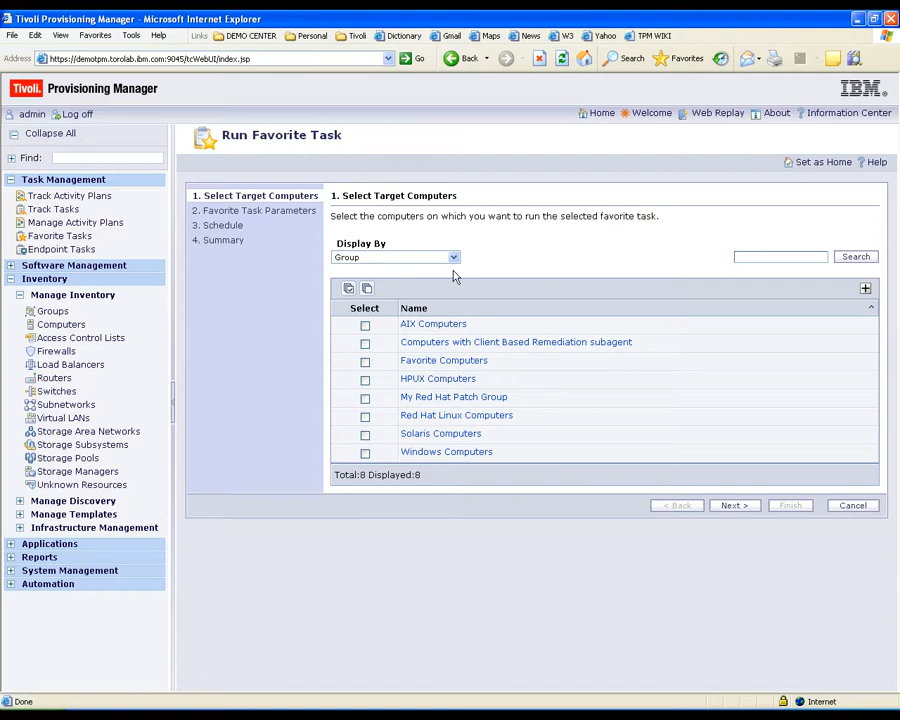 Tivoli Provisioning Manager - Microsoft Internet Explorer
File Edit View Favorites Tools Help Links DEMO CENTER Personal Tivoli Dictionary Gmail Maps News W3 Yahoo TPM WIKI
Address https://demotpm.torolab.ibm.com:9045/tcWebUI/index.jsp Go Back Search Favorites
Tivoli. Provisioning Manager IBM
admin Log off Home Welcome Web Replay About Information Center
Collapse All
Find:
Task Management
Track Activity Plans
Track Tasks
Manage Activity Plans
Favorite Tasks
Endpoint Tasks
Software Management
Inventory
Manage Inventory
Groups
Computers
Access Control Lists
Firewalls
Load Balancers
Routers
Switches
Subnetworks
Virtual LANs
Storage Area Networks
Storage Subsystems
Storage Pools
Storage Managers
Unknown Resources
Manage Discovery
Manage Templates
Infrastructure Management
Applications
Reports
System Management
Automation
Run Favorite Task
Set as Home Help
1. Select Target Computers
2. Favorite Task Parameters
3. Schedule
4. Summary
1. Select Target Computers
Select the computers on which you want to run the selected favorite task.
Display By
Group Search
Select Name
AIX Computers
Computers with Client Based Remediation subagent
Favorite Computers
HPUX Computers
My Red Hat Patch Group
Red Hat Linux Computers
Solaris Computers
Windows Computers
Total:8 Displayed:8
< Back Next > Finish Cancel
Done Internet